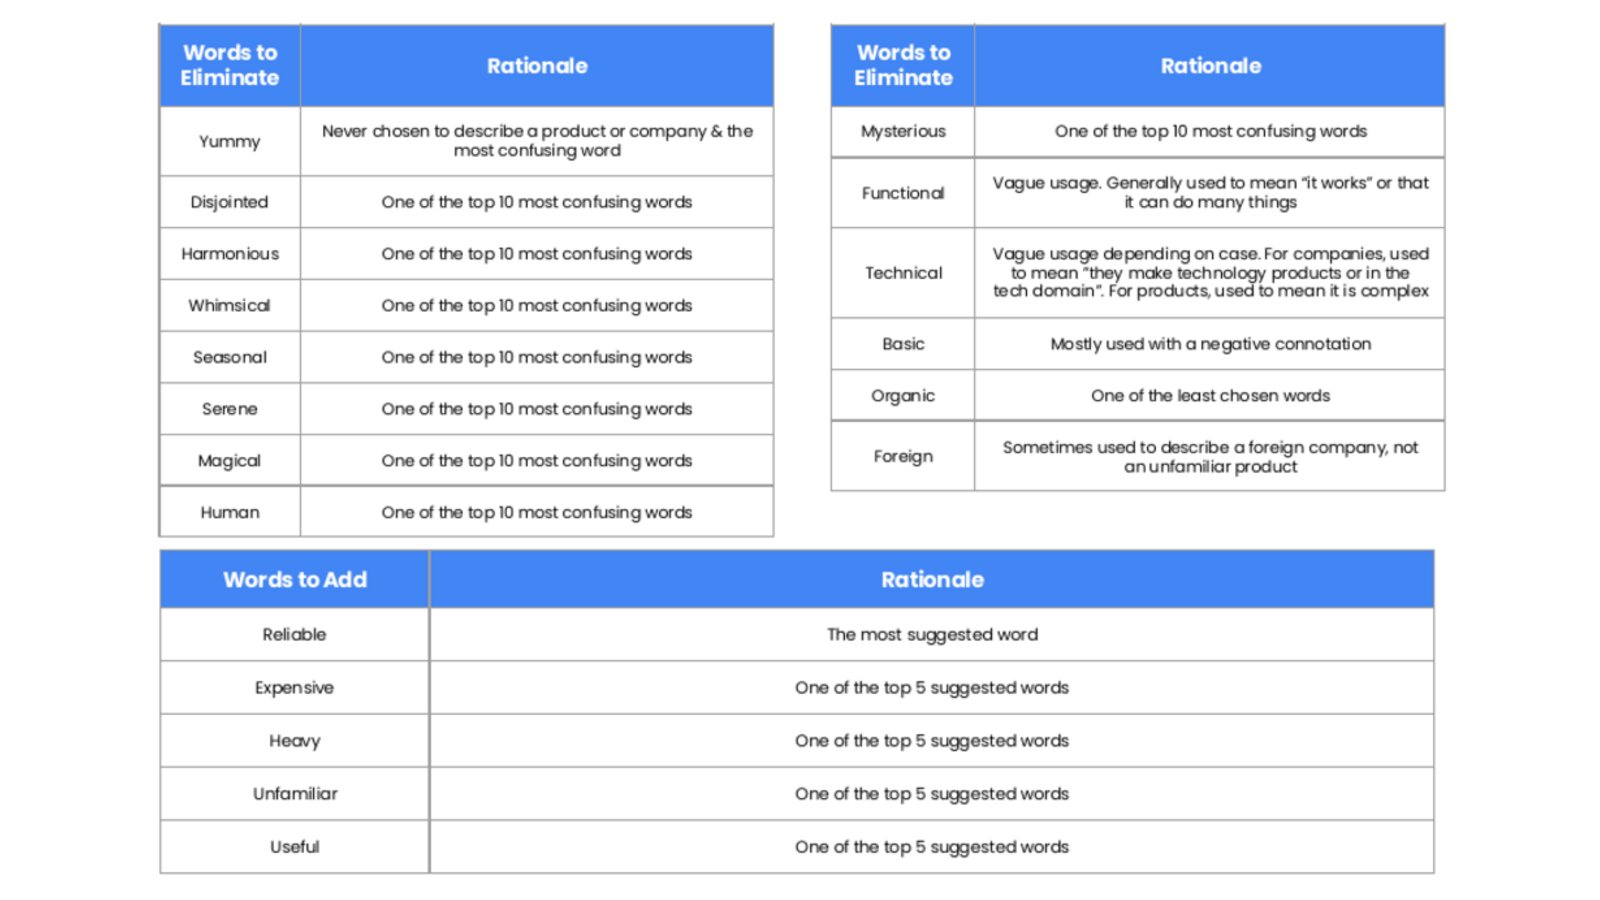 Words to
Eliminate
Rationale
Yummy
Never chosen to describe a product or company & the
most confusing word
Disjointed
One of the top 10 most confusing words
Harmonious
One of the top 10 most confusing words
Whimsical
One of the top 10 most confusing words
Seasonal
One of the top 10 most confusing words
Serene
One of the top 10 most confusing words
Magical
One of the top 10 most confusing words
Human
One of the top 10 most confusing words
Words to
Eliminate
Rationale
Mysterious
One of the top 10 most confusing words
Functional
Vague usage. Generally used to mean “it works” or that
it can do many things
Technical
Vague usage depending on case. For companies, used
to mean “they make technology products or in the
tech domain”. For products, used to mean it is complex
Basic
Mostly used with a negative connotation
Organic
One of the least chosen words
Foreign
Sometimes used to describe a foreign company, not
an unfamiliar product
Words to Add
Rationale
Reliable
The most suggested word
Expensive
One of the top 5 suggested words
Heavy
One of the top 5 suggested words
Unfamiliar
One of the top 5 suggested words
Useful
One of the top 5 suggested words